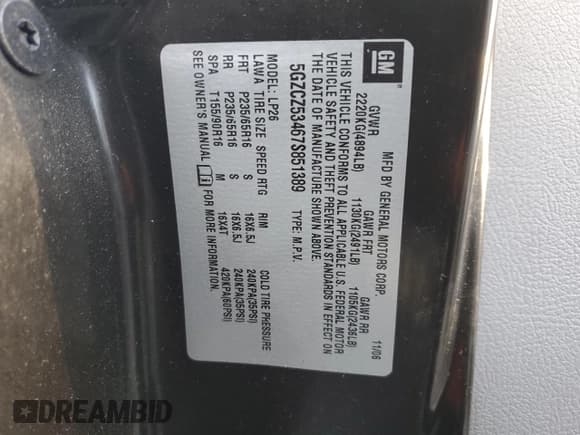 GM
MFD BY GENERAL MOTORS CORP.
11/06
GVWR GAWR FRT GAWR RR
2220KG(4894LB) 1130KG(2491LB) 1105KG(2436LB)
THIS VEHICLE CONFORMS TO ALL APPLICABLE U.S. FEDERAL MOTOR
VEHICLE SAFETY AND THEFT PREVENTION STANDARDS IN EFFECT ON
THE DATE OF MANUFACTURE SHOWN ABOVE.
5GZCZ53467S851389 TYPE: M.P.V.
MODEL: LP26
LAWA TIRE SIZE SPEED RTG RIM COLD TIRE PRESSURE
FRT P235/65R16 S 16X6.5J 240KPA(35PSI)
RR P235/65R16 S 16X6.5J 240KPA(35PSI)
SPA T155/90R16 M 16X4T 420KPA(60PSI)
SEE OWNER'S MANUAL FOR MORE INFORMATION.
DREAMBID